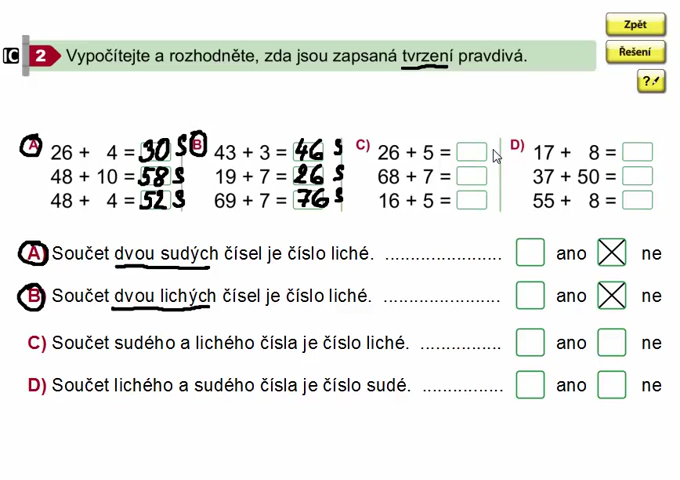 Zpět
2 Vypočítejte a rozhodněte, zda jsou zapsaná tvrzení pravdivá.
Řešení
?
A B C) D)
26 + 4 = 30 S 43 + 3 = 46 S 26 + 5 = 17 + 8 =
48 + 10 = 58 S 19 + 7 = 26 S 68 + 7 = 37 + 50 =
48 + 4 = 52 S 69 + 7 = 76 S 16 + 5 = 55 + 8 =
A) Součet dvou sudých čísel je číslo liché. ....................... ano ne
B) Součet dvou lichých čísel je číslo liché. ....................... ano ne
C) Součet sudého a lichého čísla je číslo liché. ................ ano ne
D) Součet lichého a sudého čísla je číslo sudé. ................ ano ne